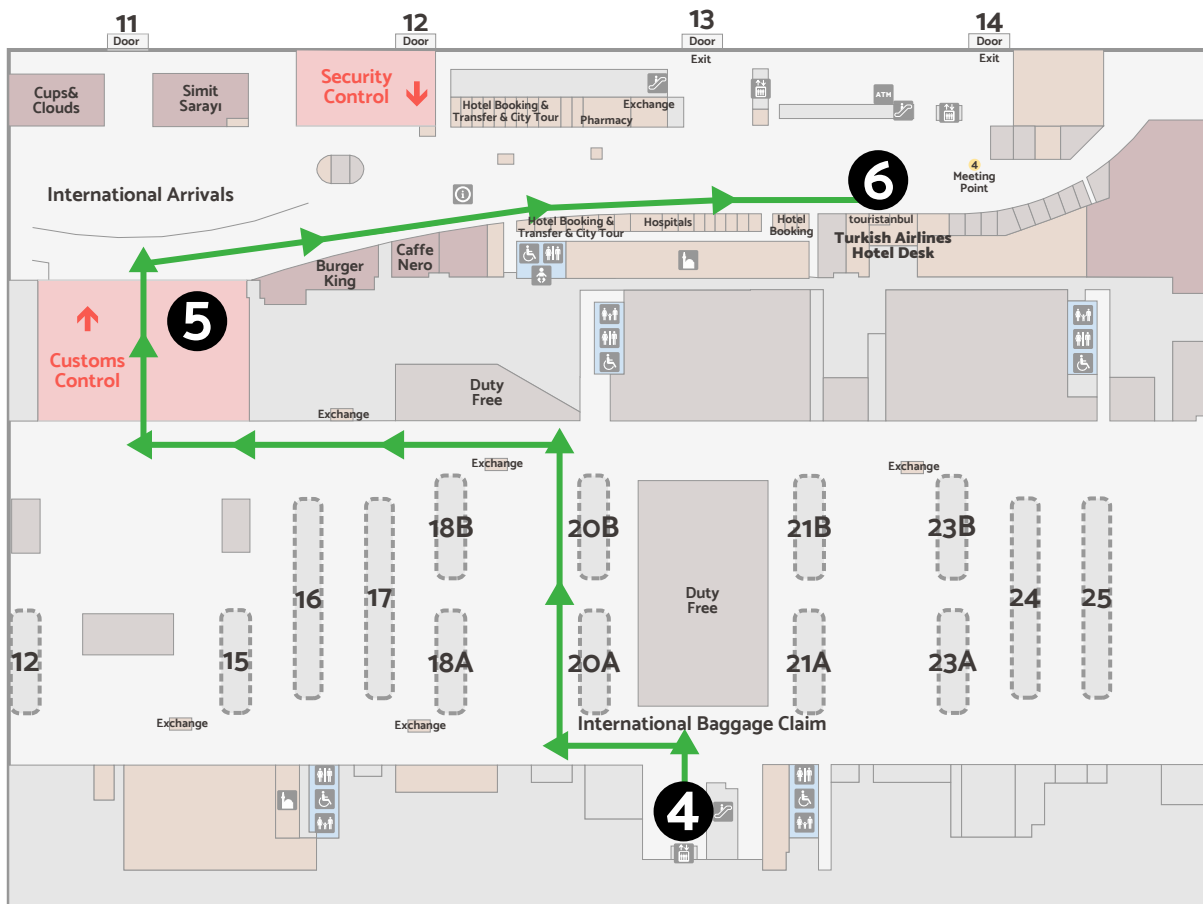 11
12
13
14
Door
Door
Door
Door
Exit
Exit
Cups&
Clouds
Simit
Sarayı
Security
Control
Hotel Booking &
Transfer & City Tour
Exchange
Pharmacy
ATM
International Arrivals
6
4
Meeting
Point
Hotel Booking &
Transfer & City Tour
Hospitals
Hotel
Booking
touristanbul
Turkish Airlines
Hotel Desk
Burger
King
Caffe
Nero
5
Customs
Control
Duty
Free
Exchange
Exchange
Exchange
18B
20B
21B
23B
16
17
Duty
Free
24
25
12
15
18A
20A
21A
23A
Exchange
Exchange
International Baggage Claim
4